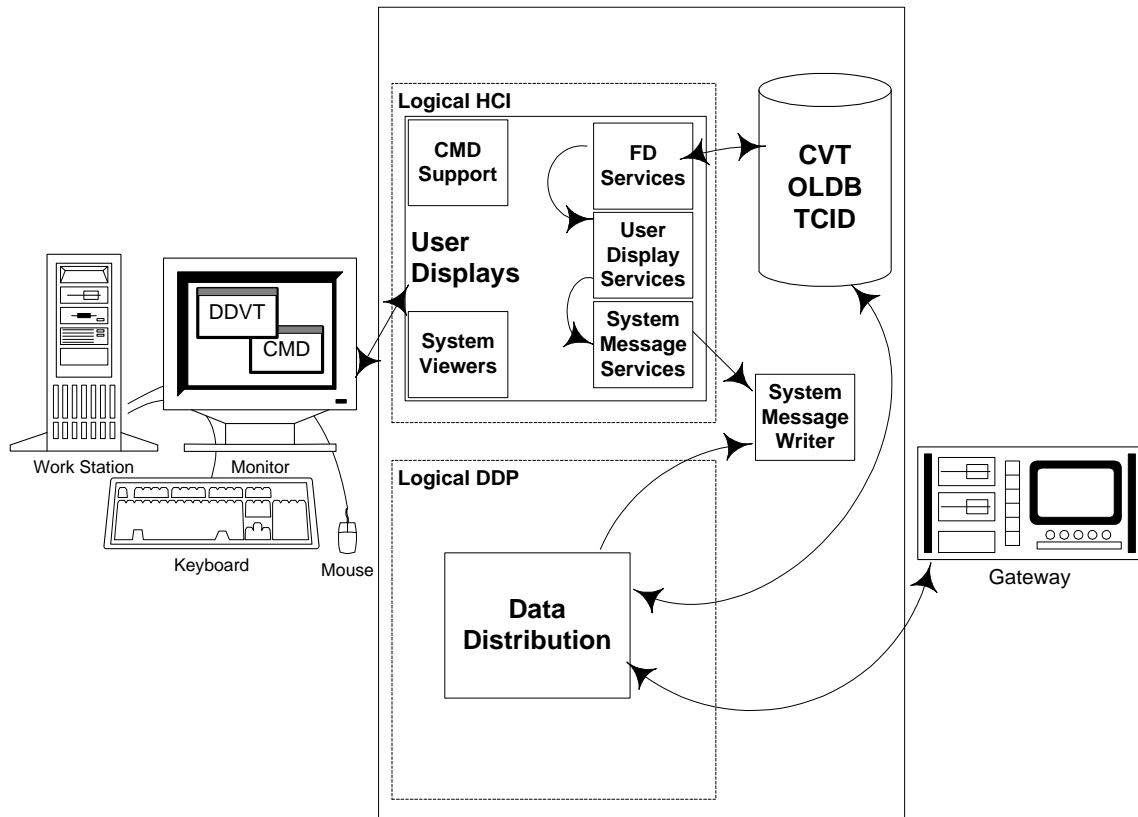 Logical HCI
CMD
Support
FD
Services
CVT
OLDB
TCID
User
Display
Services
User
Displays
DDVT
CMD
System
Message
Services
System
Viewers
System
Message
Writer
Work Station
Monitor
Logical DDP
Keyboard
Mouse
Gateway
Data
Distribution